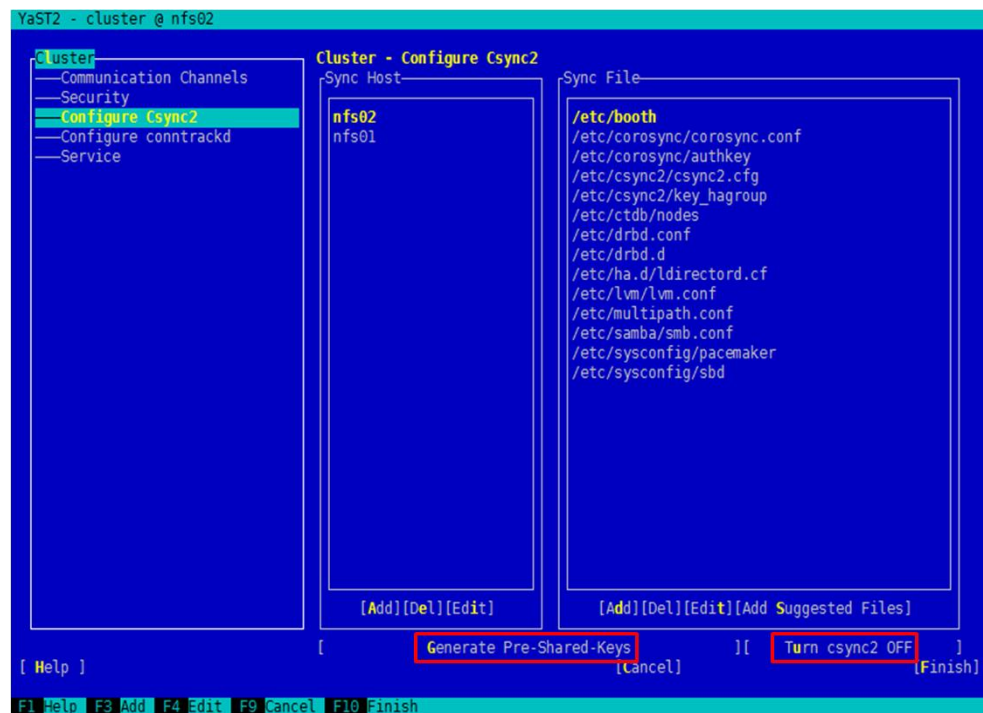 YaST2 - cluster @ nfs02
Cluster
Communication Channels
Security
Configure Csync2
Configure conntrackd
Service
Cluster - Configure Csync2
Sync Host
nfs02
nfs01
[Add][Del][Edit]
Sync File
/etc/booth
/etc/corosync/corosync.conf
/etc/corosync/authkey
/etc/csync2/csync2.cfg
/etc/csync2/key_hagroup
/etc/ctdb/nodes
/etc/drbd.conf
/etc/drbd.d
/etc/ha.d/ldirectord.cf
/etc/lvm/lvm.conf
/etc/multipath.conf
/etc/samba/smb.conf
/etc/sysconfig/pacemaker
/etc/sysconfig/sbd
[Add][Del][Edit][Add Suggested Files]
[ Generate Pre-Shared-Keys ][ Turn csync2 OFF ]
[ Help ] [Cancel] [Finish]
F1 Help F3 Add F4 Edit F9 Cancel F10 Finish